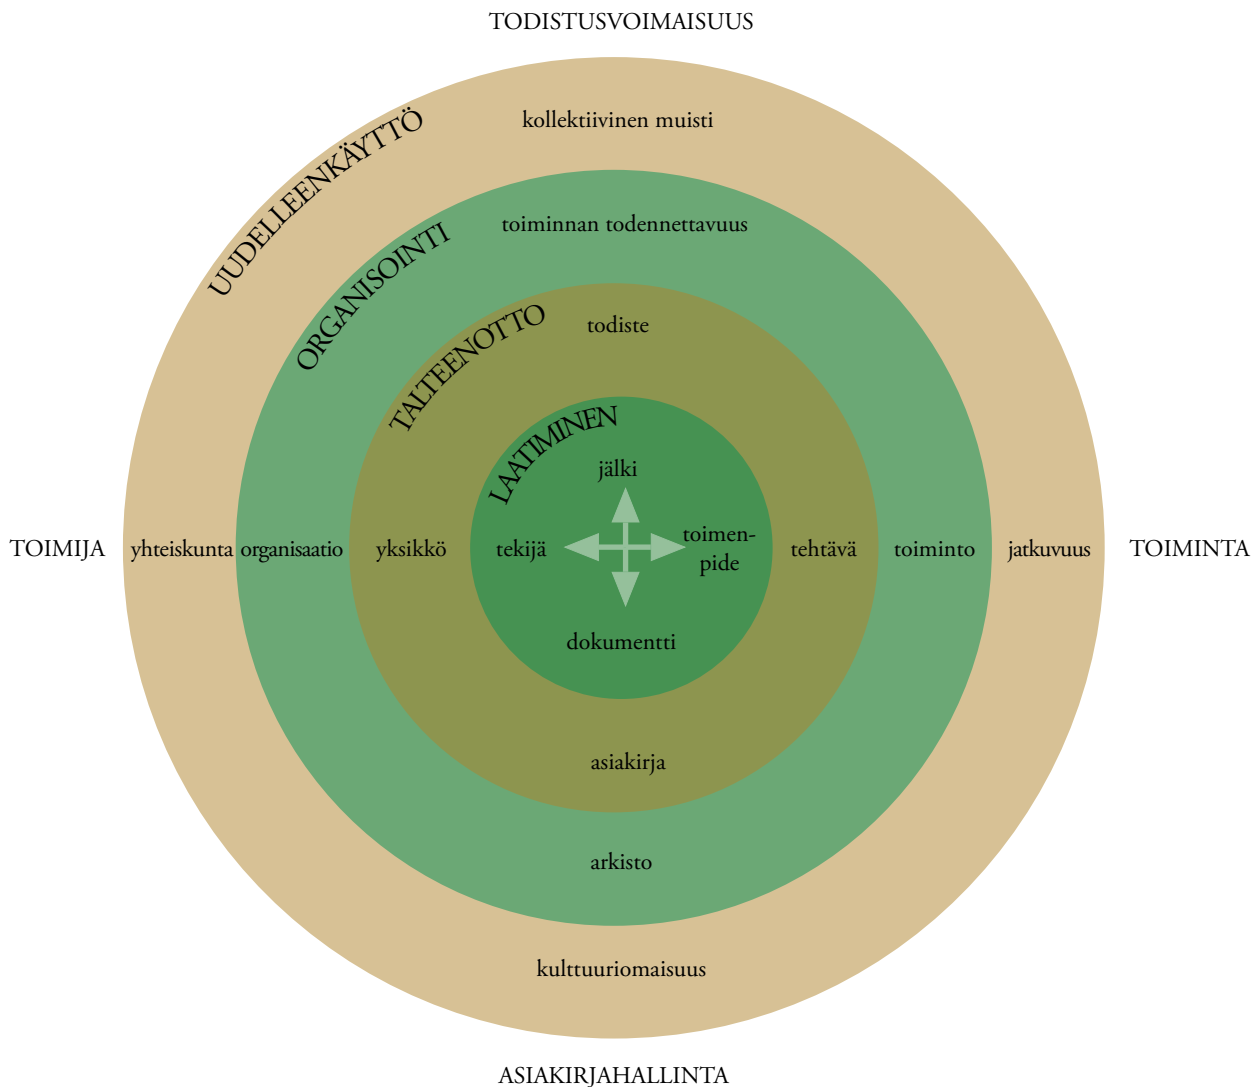 TODISTUSVOIMAISUUS
kollektiivinen muisti
UUDELLEENKÄYTTÖ
toiminnan todennettavuus
ORGANISOINTI
todiste
TALTEENOTTO
LAATIMINEN
jälki
TOIMIJA
yhteiskunta
organisaatio
yksikkö
tekijä
toimen-
pide
tehtävä
toiminto
jatkuvuus
TOIMINTA
dokumentti
asiakirja
arkisto
kulttuuriomaisuus
ASIAKIRJAHALLINTA